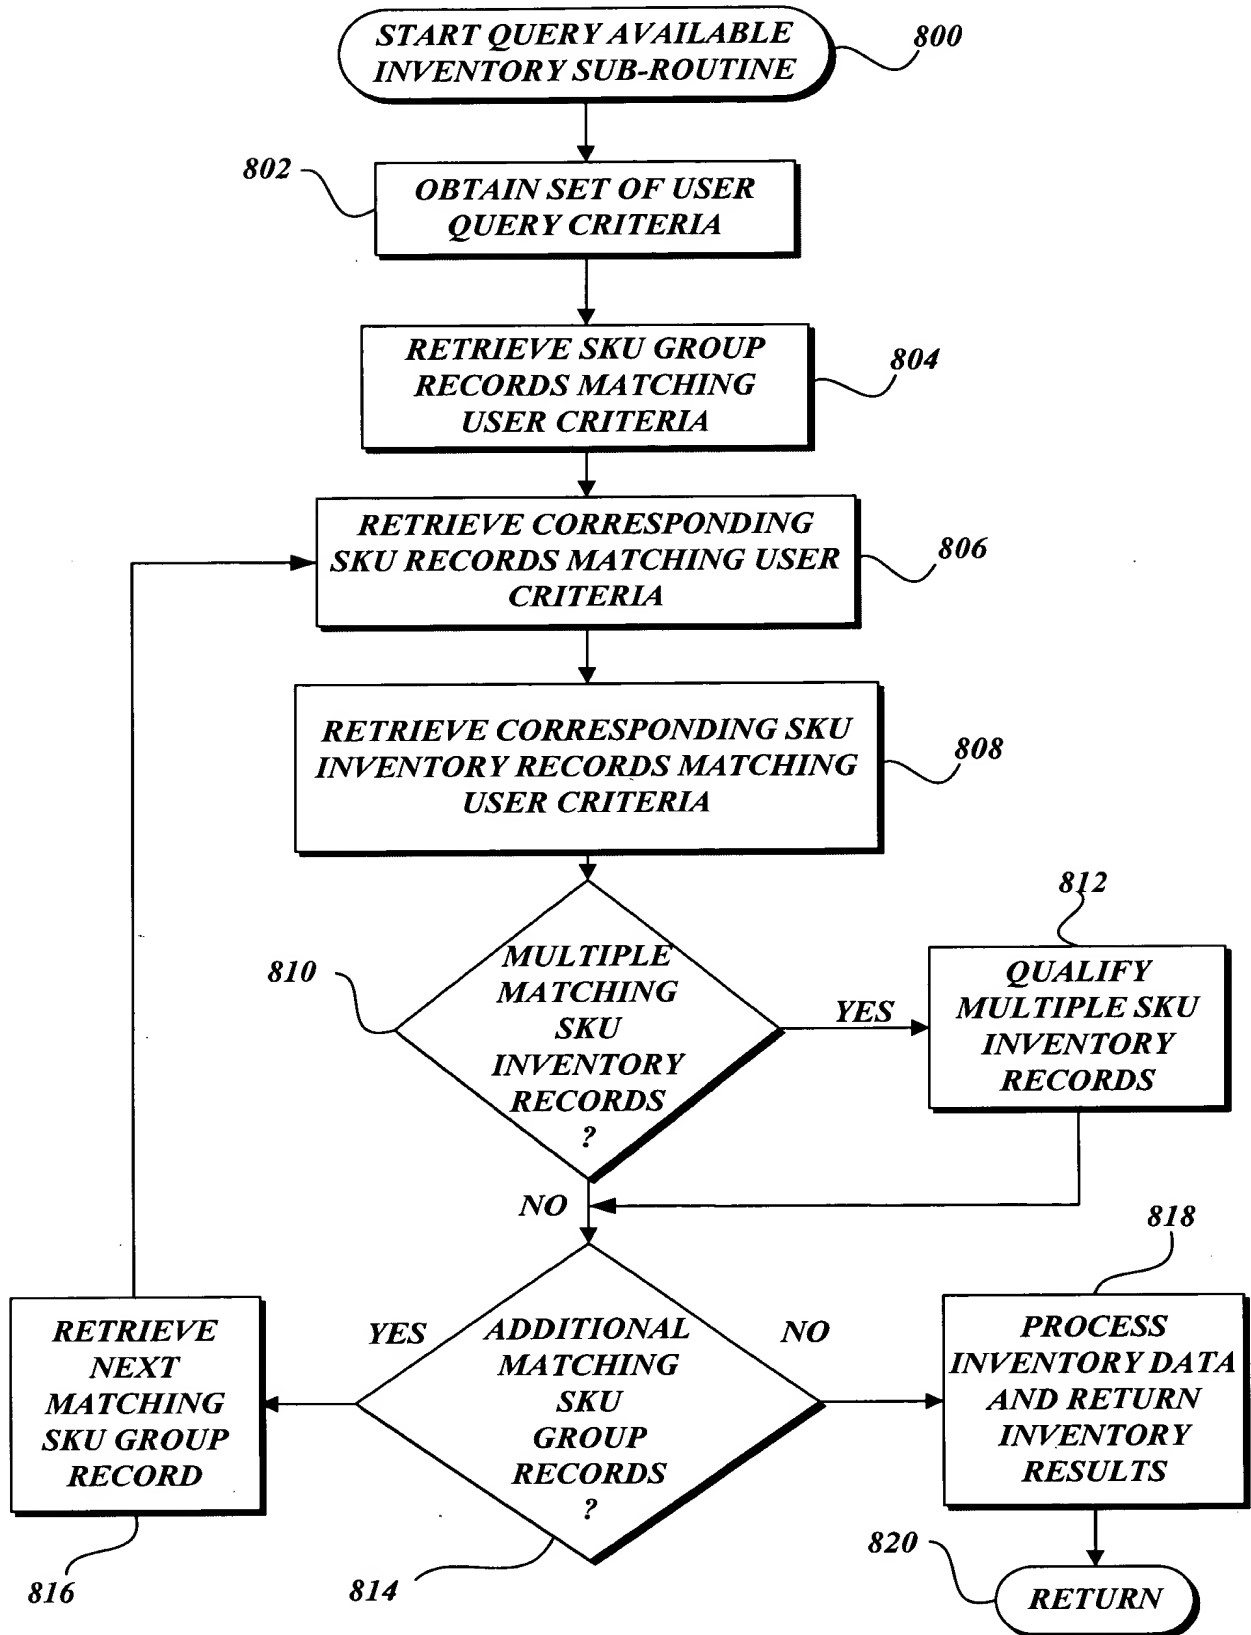 START QUERY AVAILABLE
INVENTORY SUB-ROUTINE
800
802
OBTAIN SET OF USER
QUERY CRITERIA
RETRIEVE SKU GROUP
RECORDS MATCHING
USER CRITERIA
804
RETRIEVE CORRESPONDING
SKU RECORDS MATCHING USER
CRITERIA
806
RETRIEVE CORRESPONDING SKU
INVENTORY RECORDS MATCHING
USER CRITERIA
808
810
MULTIPLE
MATCHING
SKU
INVENTORY
RECORDS
?
YES
812
QUALIFY
MULTIPLE SKU
INVENTORY
RECORDS
NO
814
ADDITIONAL
MATCHING
SKU
GROUP
RECORDS
?
YES
RETRIEVE
NEXT
MATCHING
SKU GROUP
RECORD
816
NO
818
PROCESS
INVENTORY DATA
AND RETURN
INVENTORY
RESULTS
820
RETURN